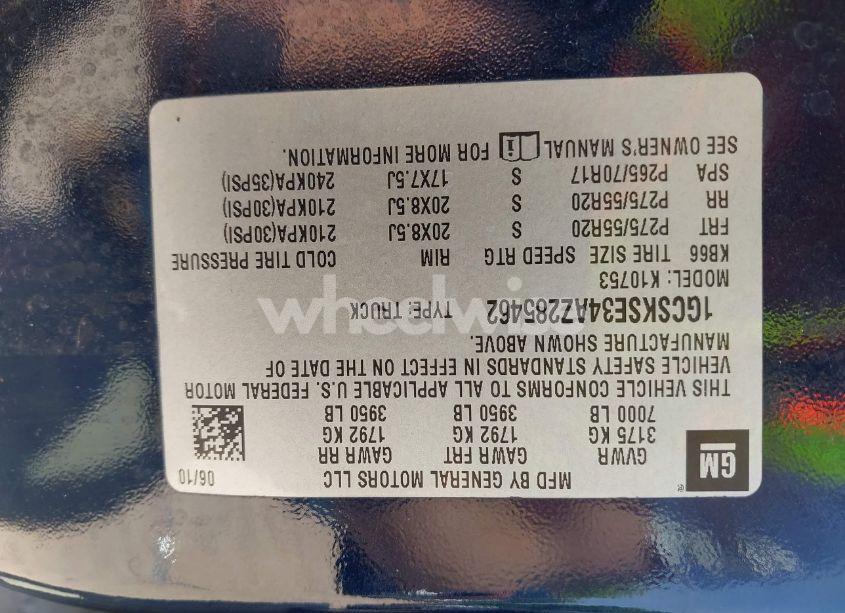 MFD BY GENERAL MOTORS LLC 06/10
GM
GVWR GAWR FRT GAWR RR
3175 KG 1792 KG 1792 KG
7000 LB 3950 LB 3950 LB
THIS VEHICLE CONFORMS TO ALL APPLICABLE U.S. FEDERAL MOTOR
VEHICLE SAFETY STANDARDS IN EFFECT ON THE DATE OF
MANUFACTURE SHOWN ABOVE.
1GCSKSE34AZ285462 TYPE: TRUCK
MODEL: K10753
KB66 TIRE SIZE SPEED RTG RIM COLD TIRE PRESSURE
FRT P275/55R20 S 20X8.5J 210KPA(30PSI)
RR P275/55R20 S 20X8.5J 210KPA(30PSI)
SPA P265/70R17 S 17X7.5J 240KPA(35PSI)
SEE OWNER'S MANUAL FOR MORE INFORMATION.